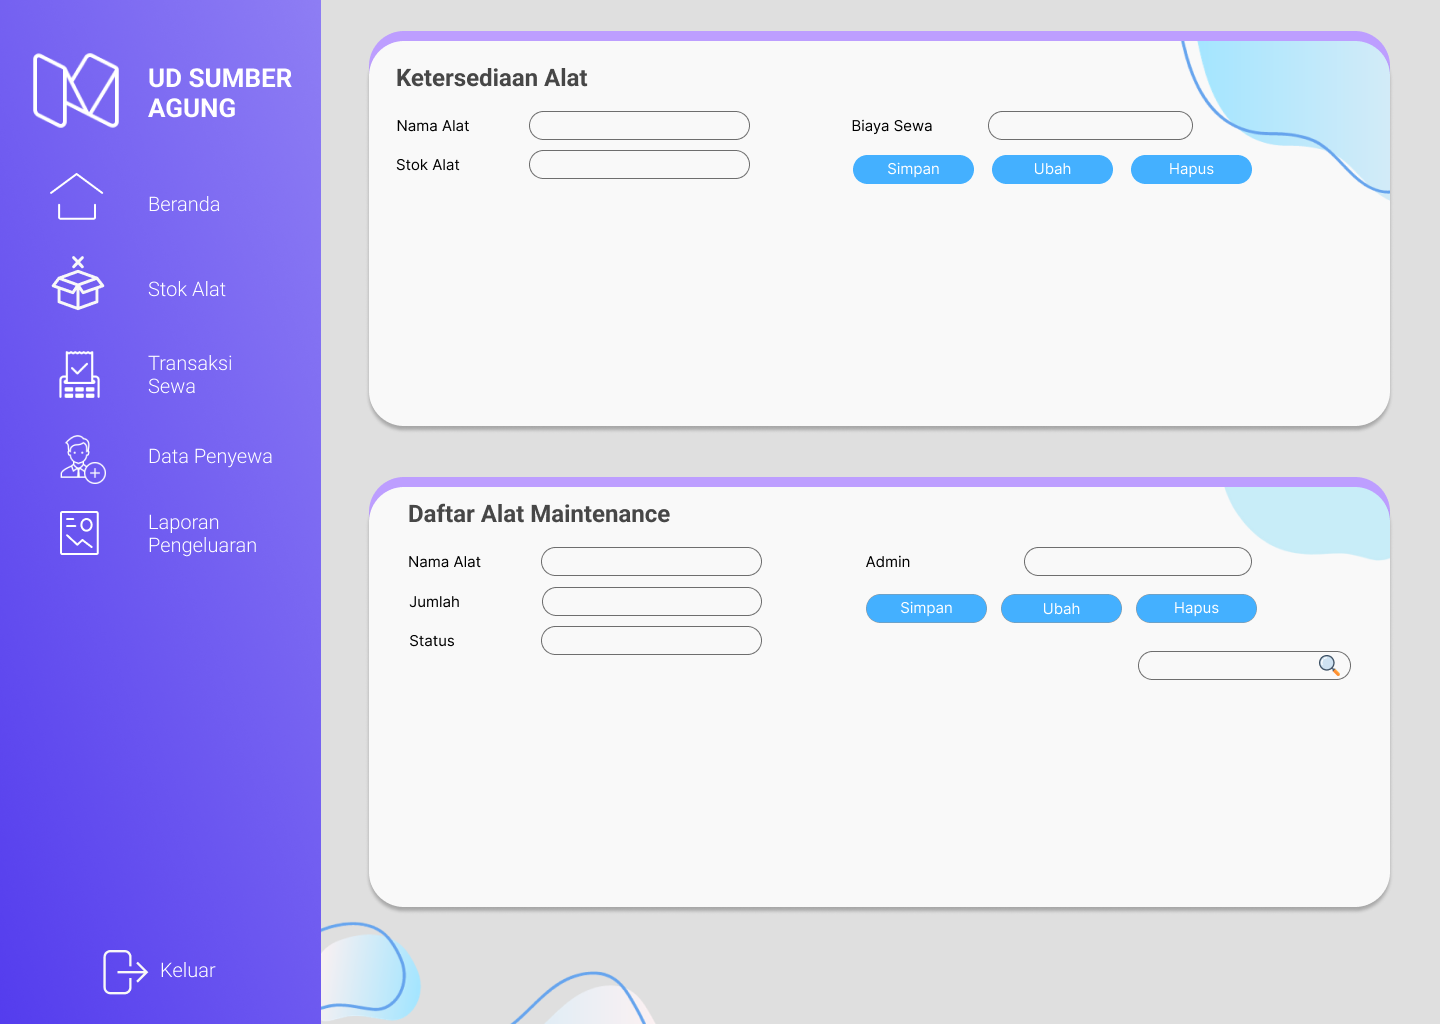 UD SUMBER
AGUNG
Beranda
Stok Alat
Transaksi
Sewa
Data Penyewa
Laporan
Pengeluaran
Keluar
Ketersediaan Alat
Nama Alat
Biaya Sewa
Stok Alat
Simpan Ubah Hapus
Daftar Alat Maintenance
Nama Alat
Admin
Jumlah
Simpan Ubah Hapus
Status